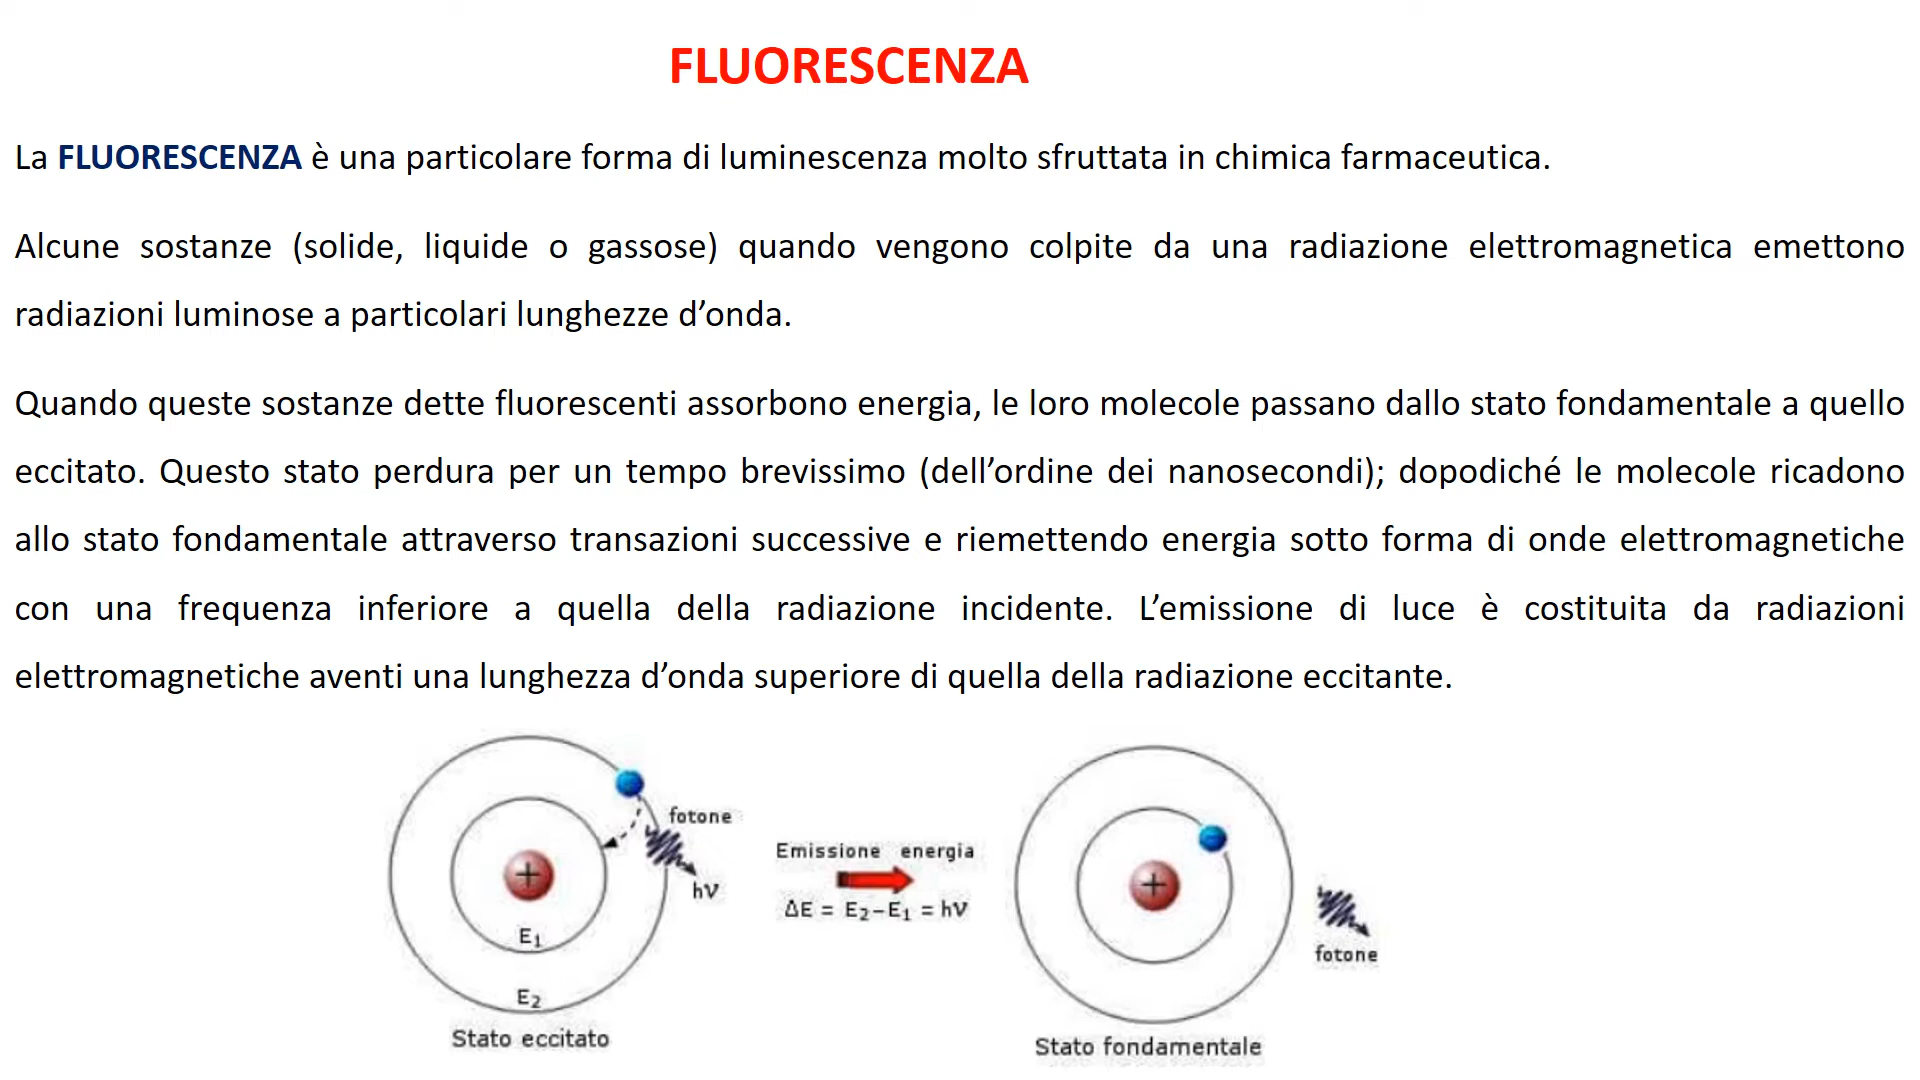 FLUORESCENZA
La FLUORESCENZA è una particolare forma di luminescenza molto sfruttata in chimica farmaceutica.
Alcune sostanze (solide, liquide o gassose) quando vengono colpite da una radiazione elettromagnetica emettono
radiazioni luminose a particolari lunghezze d’onda.
Quando queste sostanze dette fluorescenti assorbono energia, le loro molecole passano dallo stato fondamentale a quello
eccitato. Questo stato perdura per un tempo brevissimo (dell’ordine dei nanosecondi); dopodiché le molecole ricadono
allo stato fondamentale attraverso transazioni successive e riemettendo energia sotto forma di onde elettromagnetiche
con una frequenza inferiore a quella della radiazione incidente. L’emissione di luce è costituita da radiazioni
elettromagnetiche aventi una lunghezza d’onda superiore di quella della radiazione eccitante.
fotone
hν
+
E₁
E₂
Stato eccitato
Emissione energia
ΔE = E₂−E₁ = hν
+
fotone
Stato fondamentale